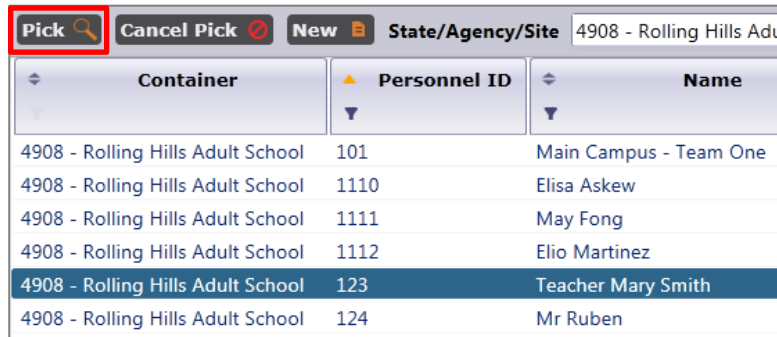 Pick Cancel Pick New State/Agency/Site 4908 - Rolling Hills Adu
Container Personnel ID Name
4908 - Rolling Hills Adult School 101 Main Campus - Team One
4908 - Rolling Hills Adult School 1110 Elisa Askew
4908 - Rolling Hills Adult School 1111 May Fong
4908 - Rolling Hills Adult School 1112 Elio Martinez
4908 - Rolling Hills Adult School 123 Teacher Mary Smith
4908 - Rolling Hills Adult School 124 Mr Ruben